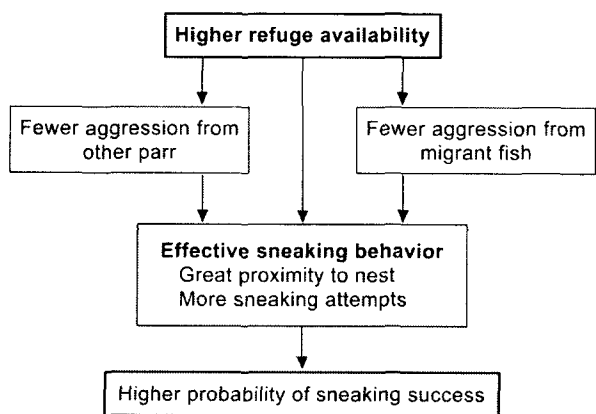 Higher refuge availability
Fewer aggression from
other parr
Fewer aggression from
migrant fish
Effective sneaking behavior
Great proximity to nest
More sneaking attempts
Higher probability of sneaking success